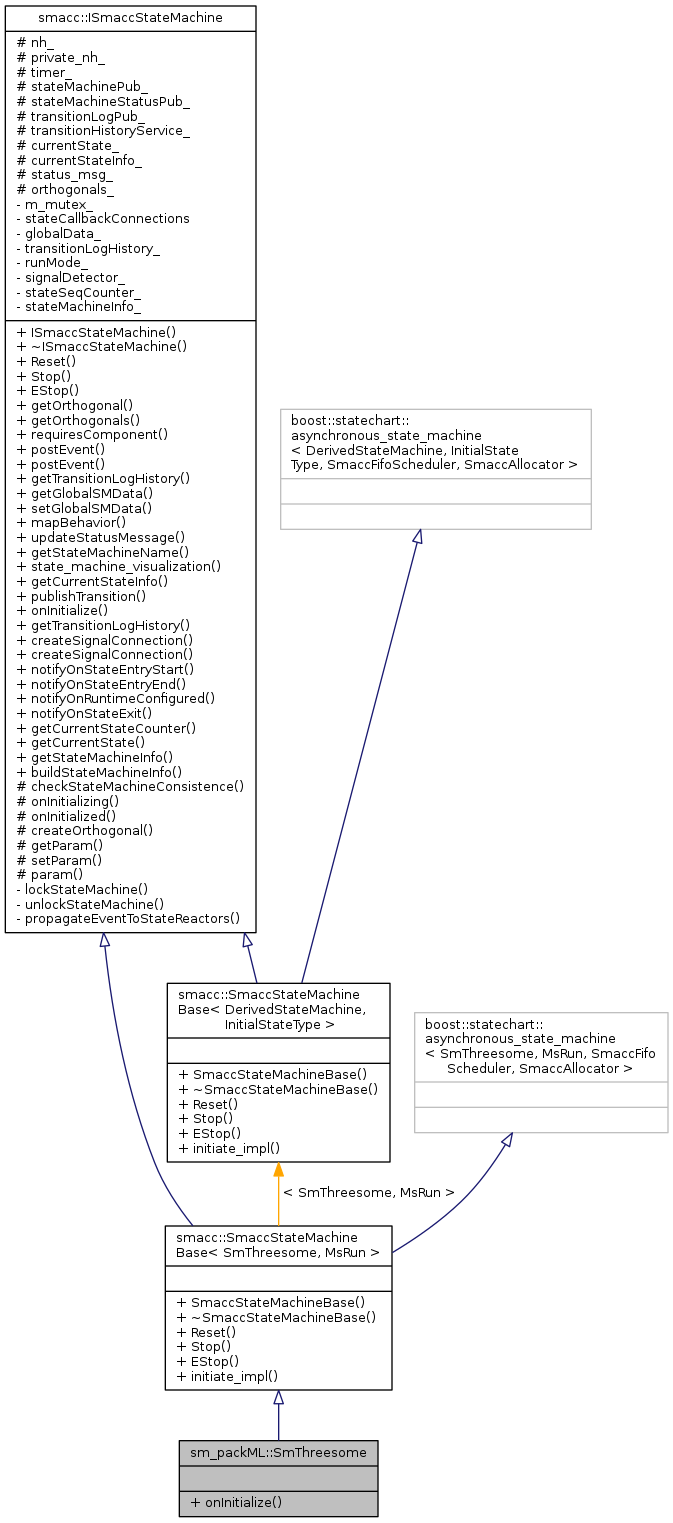 smacc::ISmaccStateMachine
# nh_
# private_nh_
# timer_
# stateMachinePub_
# stateMachineStatusPub_
# transitionLogPub_
# transitionHistoryService_
# currentState_
# currentStateInfo_
# status_msg_
# orthogonals_
- m_mutex_
- stateCallbackConnections
- globalData_
- transitionLogHistory_
- runMode_
- signalDetector_
- stateSeqCounter_
- stateMachineInfo_
+ ISmaccStateMachine()
+ ~ISmaccStateMachine()
+ Reset()
+ Stop()
+ EStop()
+ getOrthogonal()
+ getOrthogonals()
+ requiresComponent()
+ postEvent()
+ postEvent()
+ getTransitionLogHistory()
+ getGlobalSMData()
+ setGlobalSMData()
+ mapBehavior()
+ updateStatusMessage()
+ getStateMachineName()
+ state_machine_visualization()
+ getCurrentStateInfo()
+ publishTransition()
+ onInitialize()
+ getTransitionLogHistory()
+ createSignalConnection()
+ createSignalConnection()
+ notifyOnStateEntryStart()
+ notifyOnStateEntryEnd()
+ notifyOnRuntimeConfigured()
+ notifyOnStateExit()
+ getCurrentStateCounter()
+ getCurrentState()
+ getStateMachineInfo()
+ buildStateMachineInfo()
# checkStateMachineConsistence()
# onInitializing()
# onInitialized()
# createOrthogonal()
# getParam()
# setParam()
# param()
- lockStateMachine()
- unlockStateMachine()
- propagateEventToStateReactors()
boost::statechart::
asynchronous_state_machine
< DerivedStateMachine, InitialState
Type, SmaccFifoScheduler, SmaccAllocator >
smacc::SmaccStateMachine
Base< DerivedStateMachine,
InitialStateType >
+ SmaccStateMachineBase()
+ ~SmaccStateMachineBase()
+ Reset()
+ Stop()
+ EStop()
+ initiate_impl()
boost::statechart::
asynchronous_state_machine
< SmThreesome, MsRun, SmaccFifo
Scheduler, SmaccAllocator >
< SmThreesome, MsRun >
smacc::SmaccStateMachine
Base< SmThreesome, MsRun >
+ SmaccStateMachineBase()
+ ~SmaccStateMachineBase()
+ Reset()
+ Stop()
+ EStop()
+ initiate_impl()
sm_packML::SmThreesome
+ onInitialize()